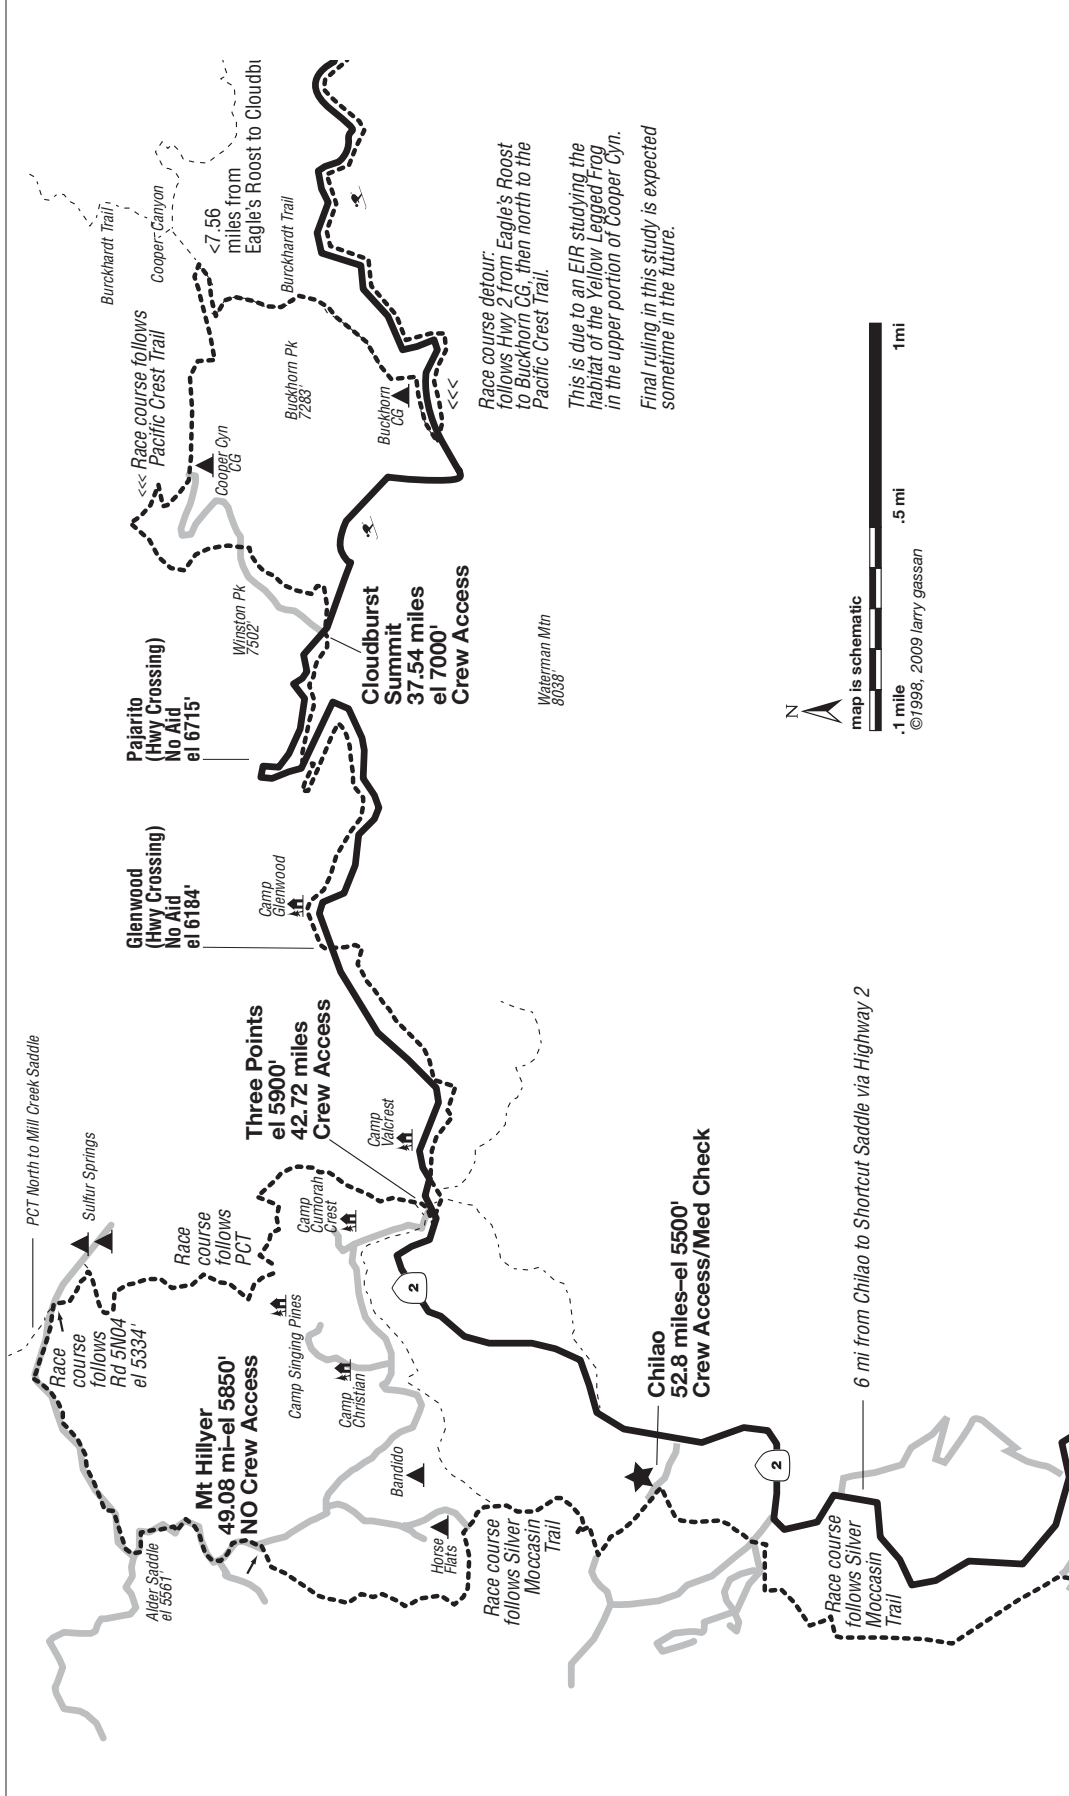 PCT North to Mill Creek Saddle
Sulfur Springs
Race
course
follows
Rd 5N04
el 5334'
Race
course
follows
PCT
Alder Saddle
el 5561'
Mt Hillyer
49.08 mi–el 5850'
NO Crew Access
Camp Singing Pines
Camp
Christian
Camp
Cumorah
Crest
Bandido
Horse
Flats
Three Points
el 5900'
42.72 miles
Crew Access
Camp
Valcrest
2
Glenwood
(Hwy Crossing)
No Aid
el 6184'
Camp
Glenwood
Pajarito
(Hwy Crossing)
No Aid
el 6715'
Winston Pk
7502'
Cloudburst
Summit
37.54 miles
el 7000'
Crew Access
Waterman Mtn
8038'
<<< Race course follows
Pacific Crest Trail
Cooper Cyn
CG
Buckhorn Pk
7283'
Buckhorn
CG
Burckhardt Trail
Cooper Canyon
<7.56
miles from
Eagle's Roost to Cloudbu
Burckhardt Trail
<<<
Race course detour:
follows Hwy 2 from Eagle's Roost
to Buckhorn CG, then north to the
Pacific Crest Trail.
This is due to an EIR studying the
habitat of the Yellow Legged Frog
in the upper portion of Cooper Cyn.
Final ruling in this study is expected
sometime in the future.
Race course
follows Silver
Moccasin
Trail
Chilao
52.8 miles–el 5500'
Crew Access/Med Check
2
Race course
follows Silver
Moccasin
Trail
6 mi from Chilao to Shortcut Saddle via Highway 2
N
map is schematic
.1 mile
.5 mi
1mi
©1998, 2009 larry gassan